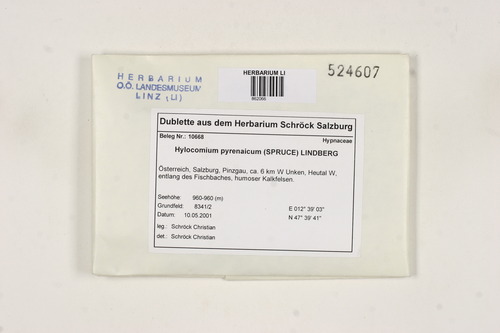 HERBARIUM
O.Ö. LANDESMUSEUM
LINZ (LI)
HERBARIUM LI
862066
524607
Dublette aus dem Herbarium Schröck Salzburg
Beleg Nr.: 10668
Hypnaceae
Hylocomium pyrenaicum (SPRUCE) LINDBERG
Österreich, Salzburg, Pinzgau, ca. 6 km W Unken, Heutal W,
entlang des Fischbaches, humoser Kalkfelsen.
Seehöhe: 960-960 (m)
Grundfeld: 8341/2
Datum: 10.05.2001
E 012° 39' 03"
N 47° 39' 41"
leg.: Schröck Christian
det.: Schröck Christian